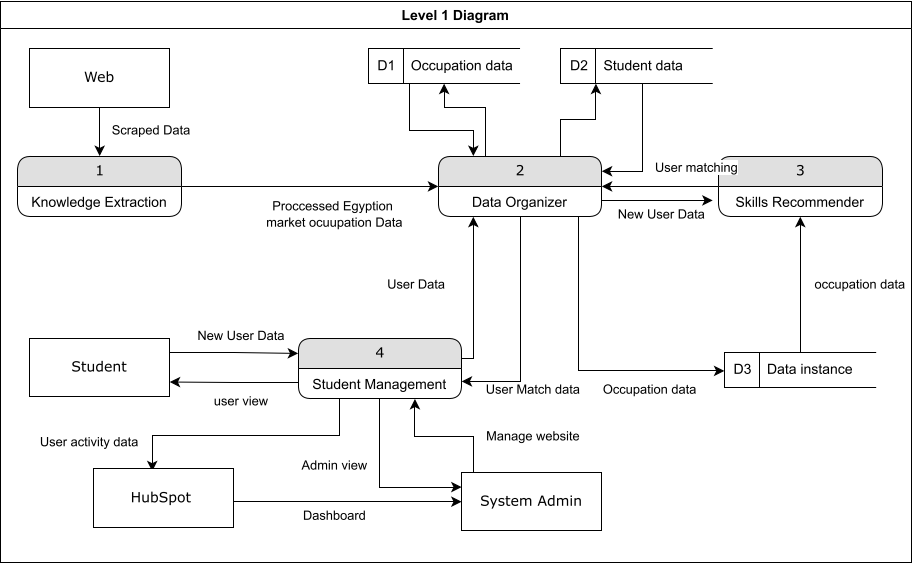 Level 1 Diagram
D1
Occupation data
D2
Student data
Web
Scraped Data
1
Knowledge Extraction
2
Data Organizer
User matching
3
Skills Recommender
Proccessed Egyption
market ocuupation Data
New User Data
User Data
occupation data
New User Data
4
Student
Student Management
D3
Data instance
User Match data
Occupation data
user view
User activity data
Manage website
Admin view
HubSpot
System Admin
Dashboard